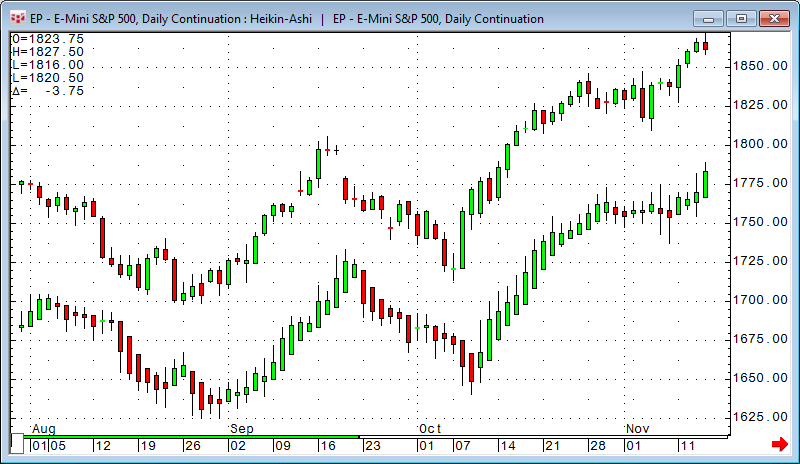 EP - E-Mini S&P 500, Daily Continuation : Heikin-Ashi | EP - E-Mini S&P 500, Daily Continuation
O=1823.75
H=1827.50
L=1816.00
L=1820.50
Δ= -3.75
1850.00
1825.00
1800.00
1775.00
1750.00
1725.00
1700.00
1675.00
1650.00
1625.00
Aug Sep Oct Nov
01 05 12 19 26 02 09 16 23 01 07 14 21 28 01 11